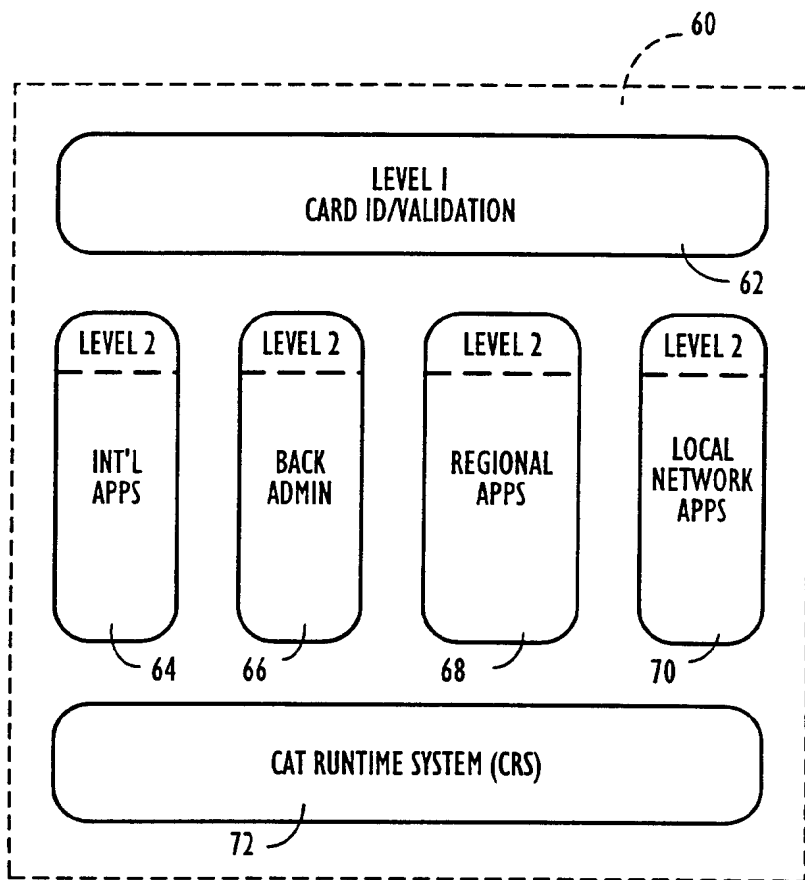 60
LEVEL 1
CARD ID/VALIDATION
62
LEVEL 2
INT'L
APPS
64
LEVEL 2
BACK
ADMIN
66
LEVEL 2
REGIONAL
APPS
68
LEVEL 2
LOCAL
NETWORK
APPS
70
CAT RUNTIME SYSTEM (CRS)
72